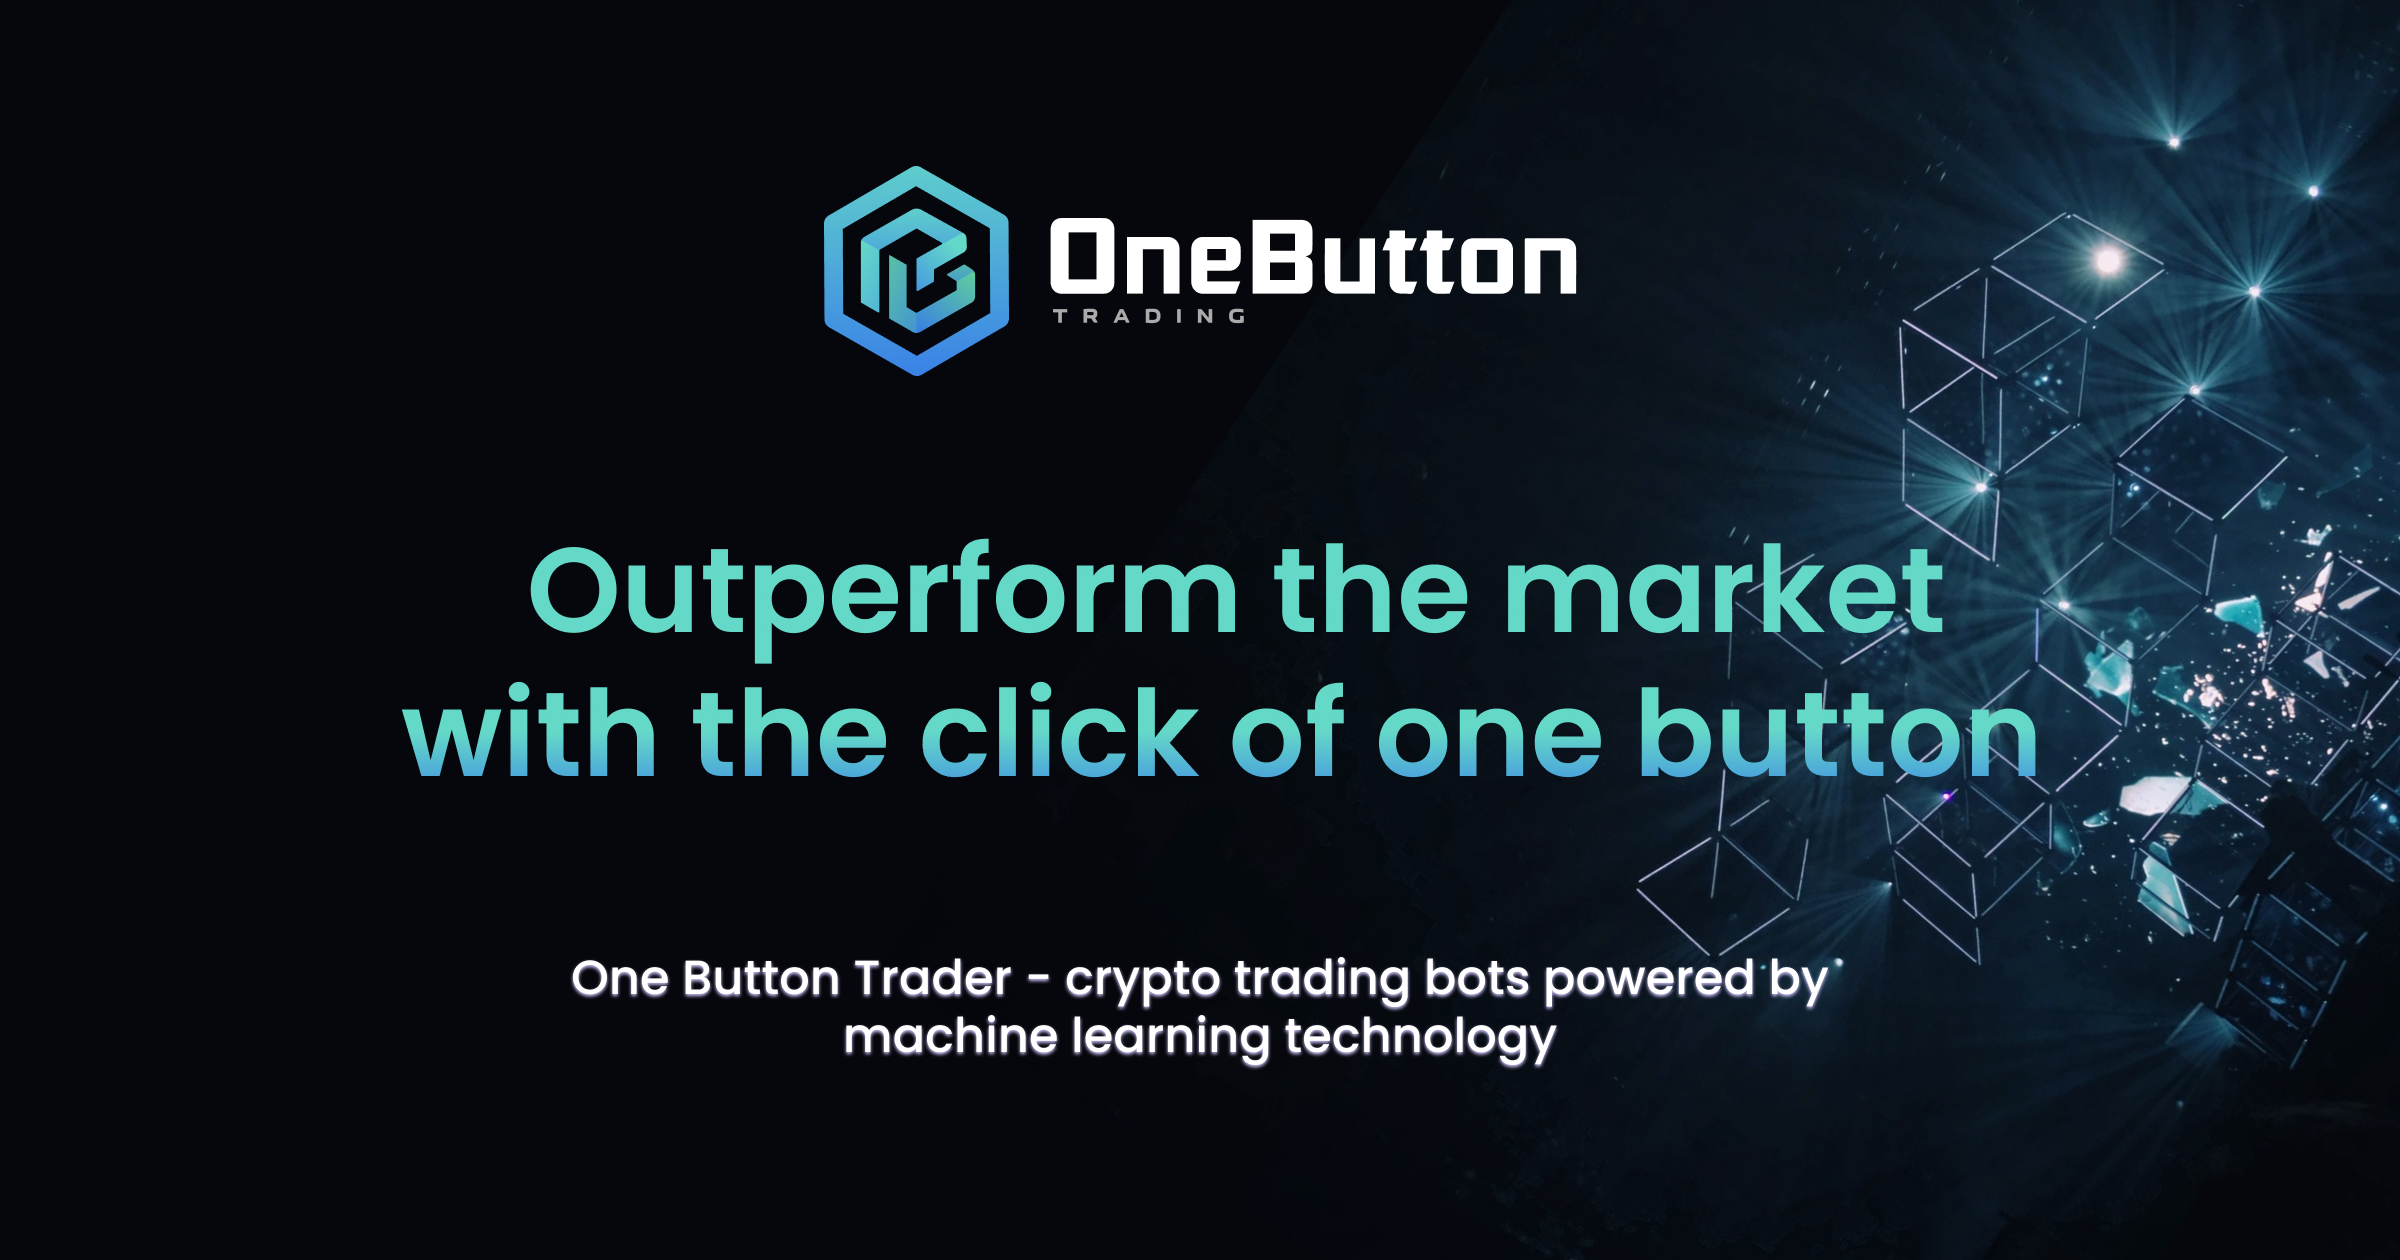 OneButton
TRADING
Outperform the market
with the click of one button
One Button Trader - crypto trading bots powered by
machine learning technology